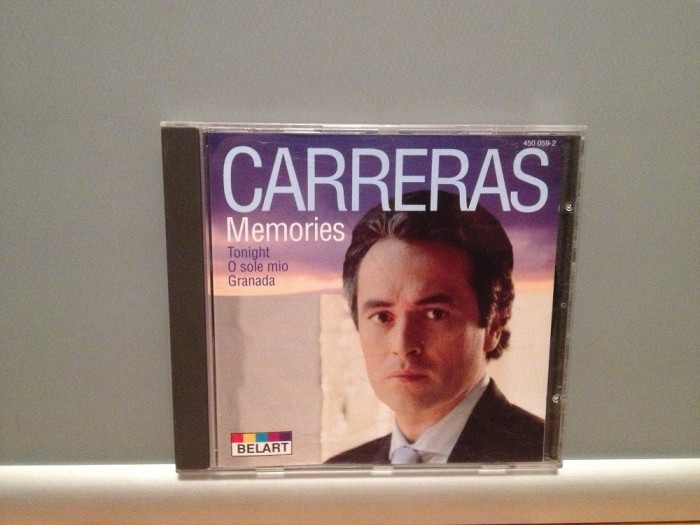 450 059-2
CARRERAS
Memories
Tonight
O sole mio
Granada
BELART